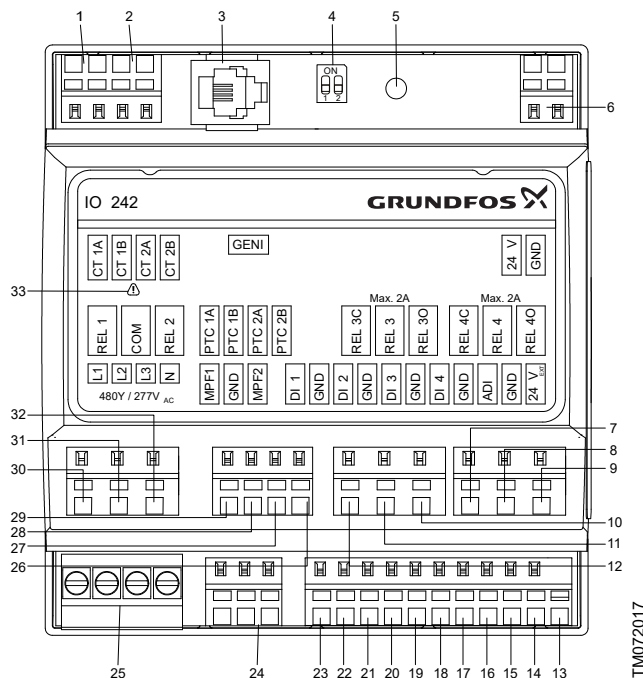 1 2 3 4 5
ON
1 2
6
IO 242 GRUNDFOS
CT 1A CT 1B CT 2A CT 2B GENI 24 V GND
33
Max. 2A Max. 2A
REL 1 COM REL 2 PTC 1A PTC 1B PTC 2A PTC 2B REL 3C REL 3 REL 3O REL 4C REL 4 REL 4O
L1 L2 L3 N MPF1 GND MPF2 DI 1 GND DI 2 GND DI 3 GND DI 4 GND ADI GND 24 V EXT
480Y / 277V AC
32 7
31 8
30 9
29 10
28 11
27
26 12
25 24 23 22 21 20 19 18 17 16 15 14 13
TM072017